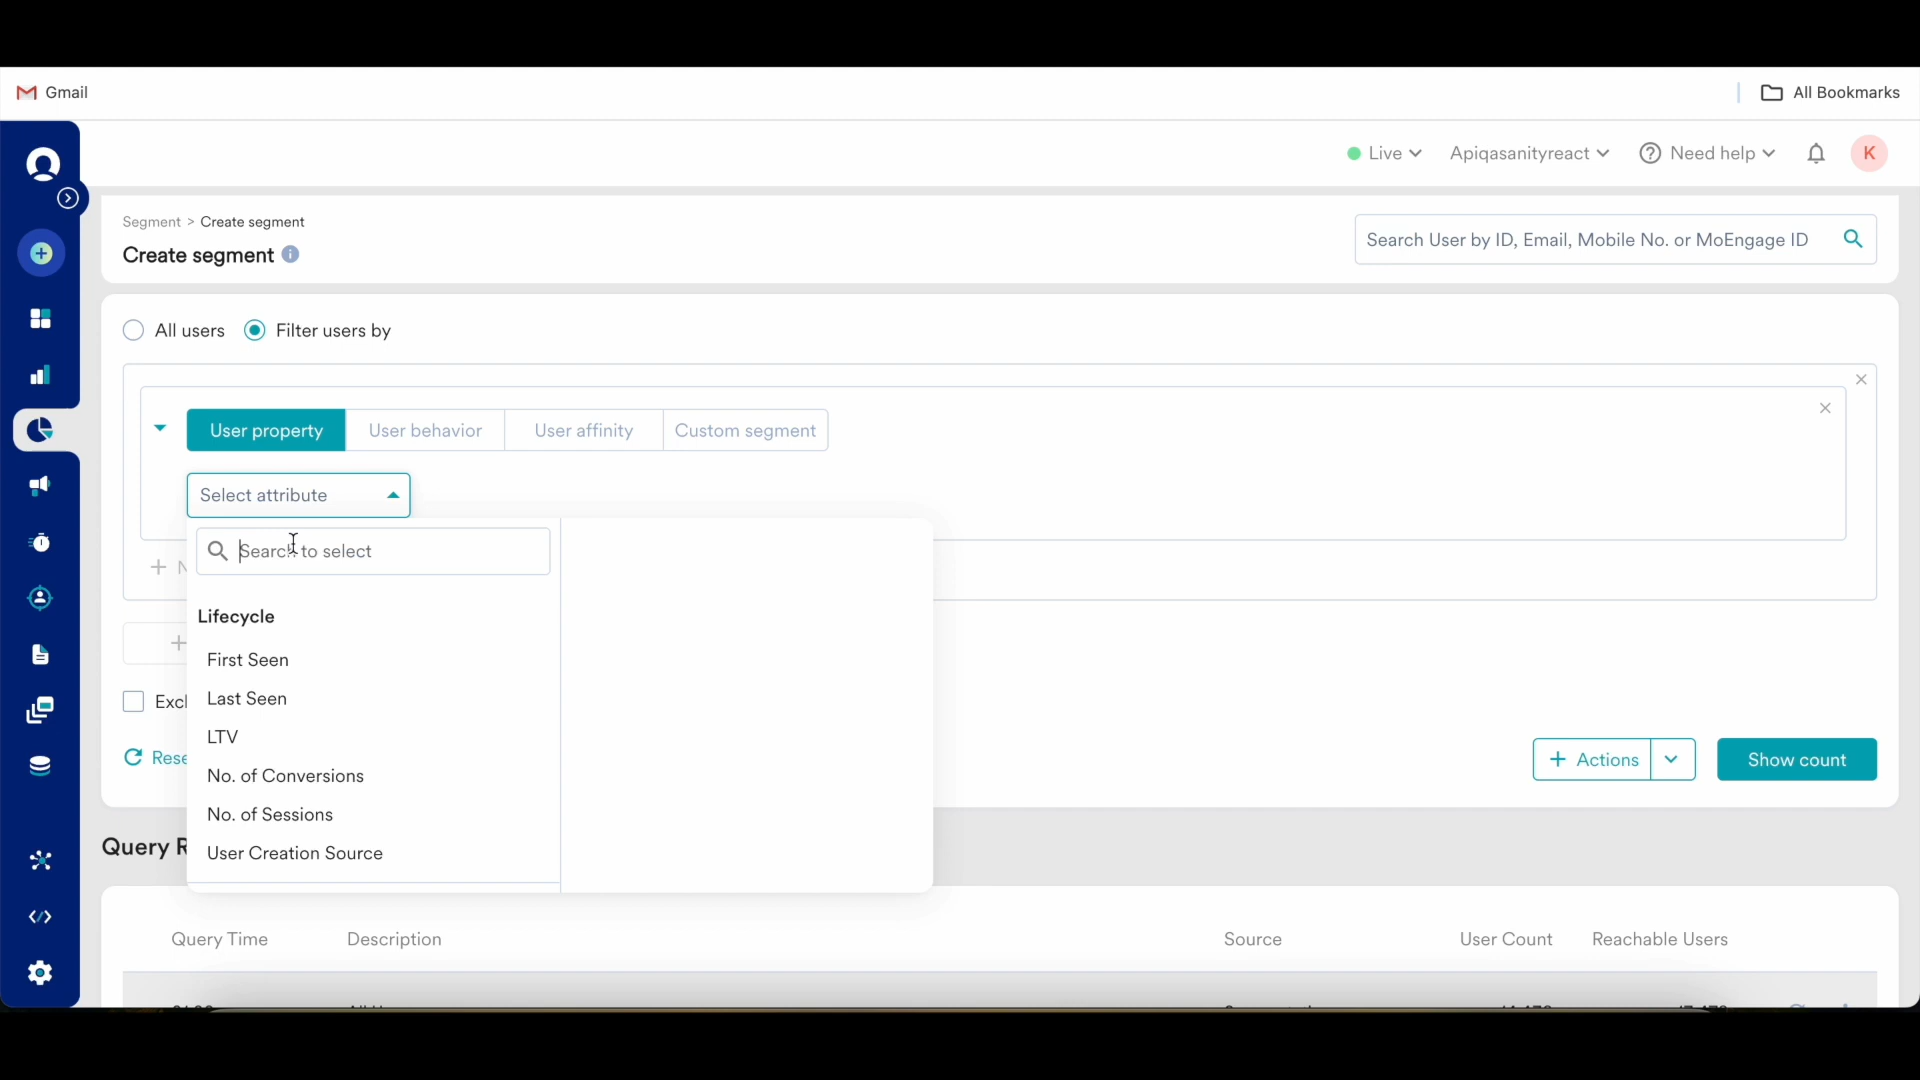 Gmail
All Bookmarks
Live
Apiqasanityreact
Need help
K
Segment > Create segment
Create segment
Search User by ID, Email, Mobile No. or MoEngage ID
All users
Filter users by
User property
User behavior
User affinity
Custom segment
Select attribute
Search to select
+ N
Lifecycle
First Seen
Last Seen
LTV
No. of Conversions
No. of Sessions
User Creation Source
+
Excl
Rese
+ Actions
Show count
Query R
Query Time
Description
Source
User Count
Reachable Users